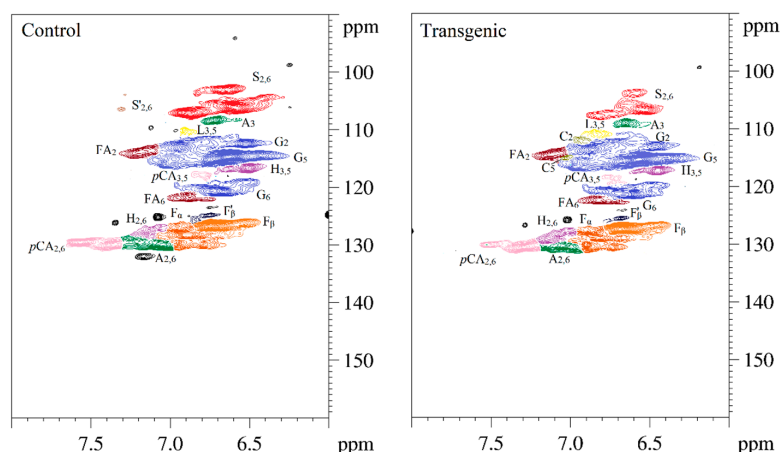 Control
ppm
S2,6
S'2,6
L3,5
A3
G2
FA2
G5
pCA3,5
H3,5
FA6
G6
H2,6
Fα
F'β
Fβ
pCA2,6
A2,6
100
110
120
130
140
150
7.5
7.0
6.5
ppm
Transgenic
ppm
S2,6
L3,5
A3
C2
G2
FA2
C5
G5
pCA3,5
H3,5
FA6
G6
H2,6
Fα
F'β
Fβ
pCA2,6
A2,6
100
110
120
130
140
150
7.5
7.0
6.5
ppm